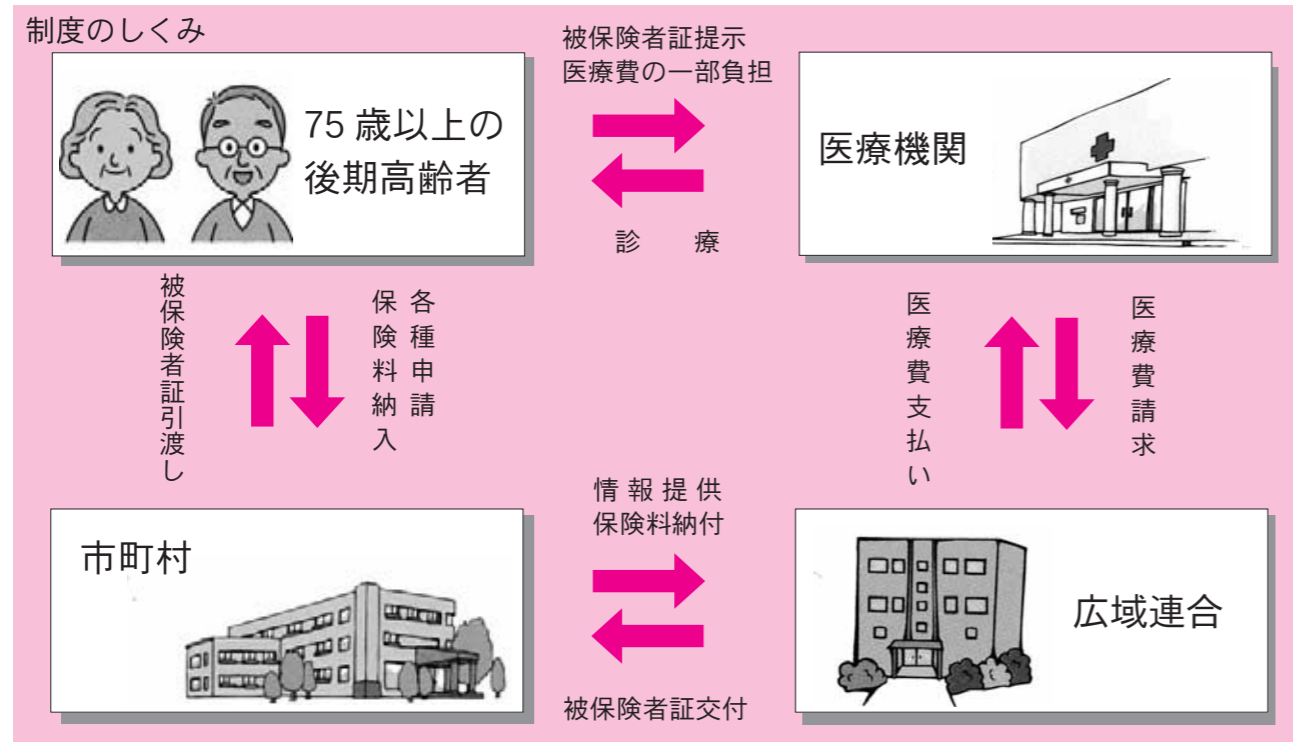 制度のしくみ
75歳以上の
後期高齢者
被保険者証提示
医療費の一部負担
診療
医療機関
被保険者証引渡し
各種申請
保険料納入
医療費支払い
医療費請求
市町村
情報提供
保険料納付
被保険者証交付
広域連合